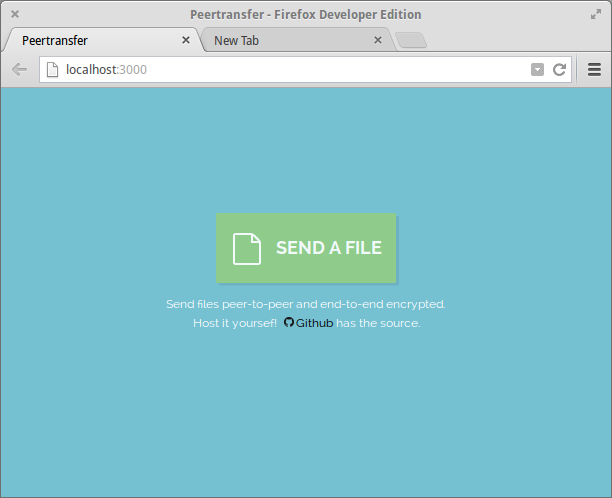 Peertransfer - Firefox Developer Edition
Peertransfer
New Tab
localhost:3000
SEND A FILE
Send files peer-to-peer and end-to-end encrypted.
Host it yoursef! Github has the source.